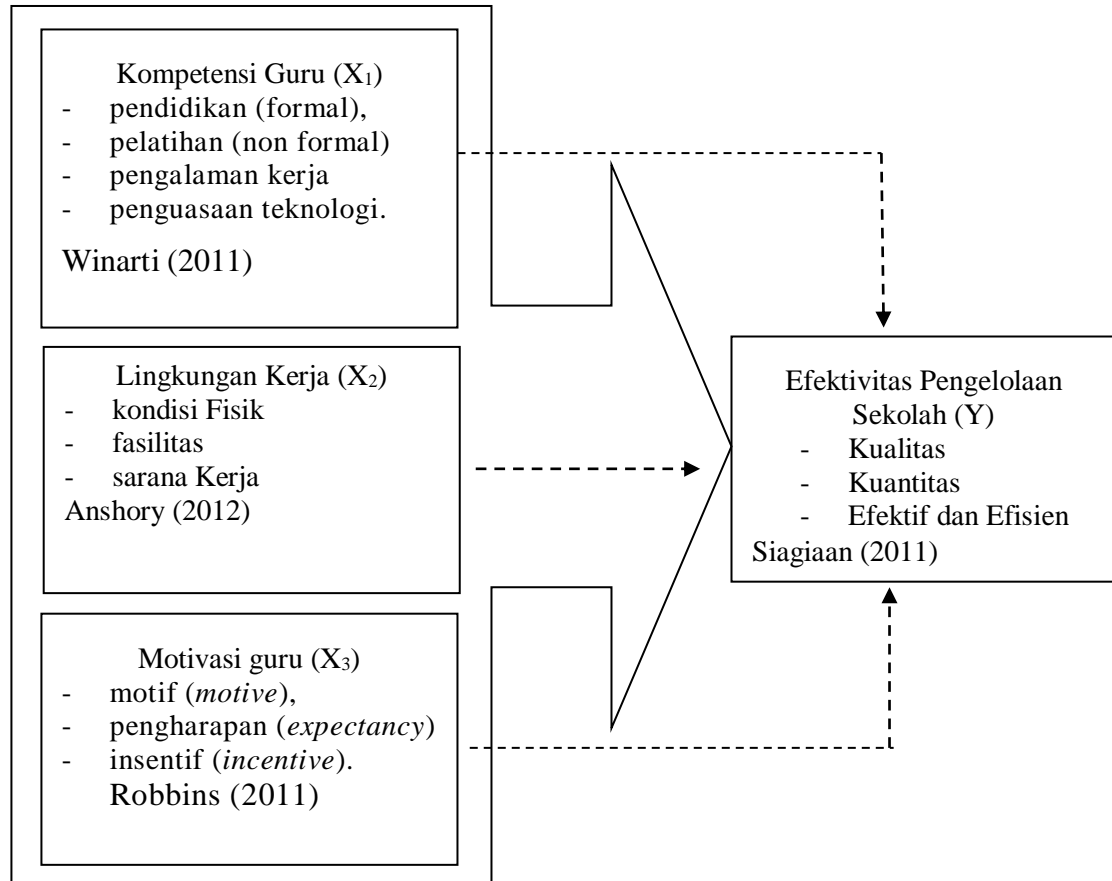 Kompetensi Guru (X₁)
- pendidikan (formal),
- pelatihan (non formal)
- pengalaman kerja
- penguasaan teknologi.
Winarti (2011)
Lingkungan Kerja (X₂)
- kondisi Fisik
- fasilitas
- sarana Kerja
Anshory (2012)
Motivasi guru (X₃)
- motif (motive),
- pengharapan (expectancy)
- insentif (incentive).
Robbins (2011)
Efektivitas Pengelolaan
Sekolah (Y)
- Kualitas
- Kuantitas
- Efektif dan Efisien
Siagiaan (2011)